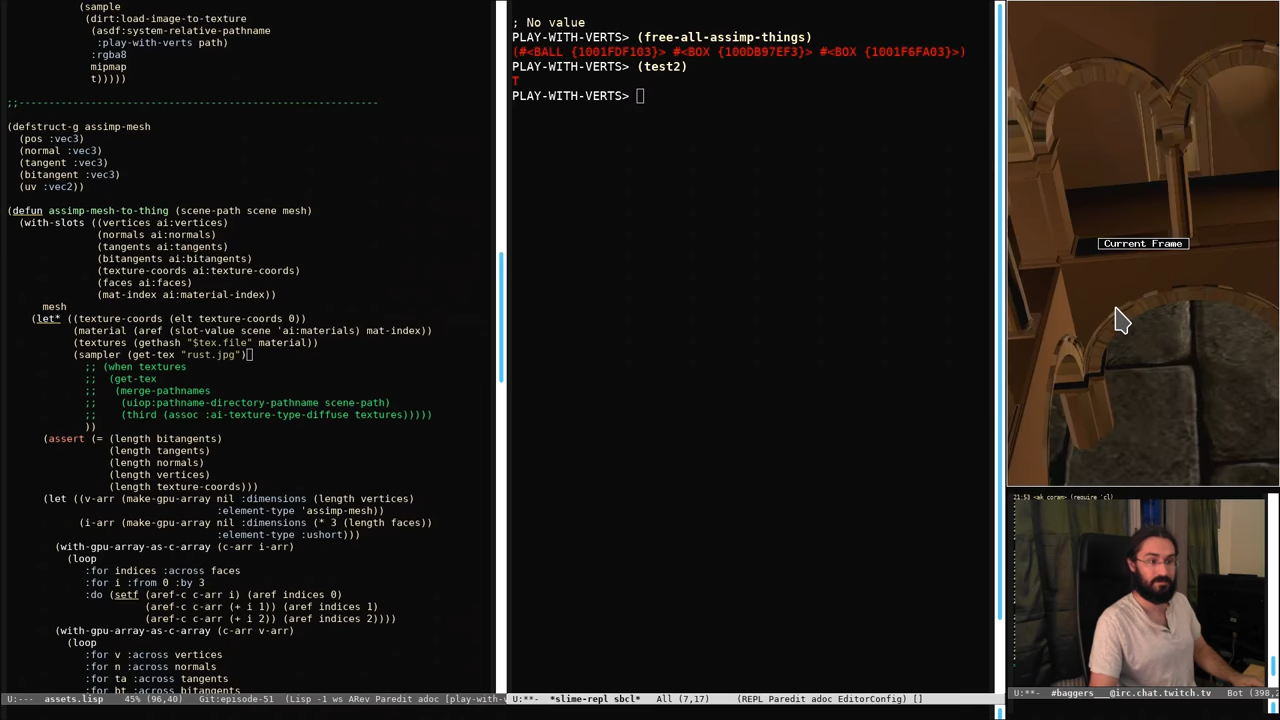 (sample
(dirt:load-image-to-texture
(asdf:system-relative-pathname
:play-with-verts path)
:rgba8
mipmap
t)))))
;;------------------------------------------------------------
(defstruct-g assimp-mesh
(pos :vec3)
(normal :vec3)
(tangent :vec3)
(bitangent :vec3)
(uv :vec2))
(defun assimp-mesh-to-thing (scene-path scene mesh)
(with-slots ((vertices ai:vertices)
(normals ai:normals)
(tangents ai:tangents)
(bitangents ai:bitangents)
(texture-coords ai:texture-coords)
(faces ai:faces)
(mat-index ai:material-index))
mesh
(let* ((texture-coords (elt texture-coords 0))
(material (aref (slot-value scene 'ai:materials) mat-index))
(textures (gethash "$tex.file" material))
(sampler (get-tex "rust.jpg")
;; (when textures
;;  (get-tex
;;   (merge-pathnames
;;    (uiop:pathname-directory-pathname scene-path)
;;    (third (assoc :ai-texture-type-diffuse textures)))))
))
(assert (= (length bitangents)
(length tangents)
(length normals)
(length vertices)
(length texture-coords)))
(let ((v-arr (make-gpu-array nil :dimensions (length vertices)
:element-type 'assimp-mesh))
(i-arr (make-gpu-array nil :dimensions (* 3 (length faces))
:element-type :ushort)))
(with-gpu-array-as-c-array (c-arr i-arr)
(loop
:for indices :across faces
:for i :from 0 :by 3
:do (setf (aref-c c-arr i) (aref indices 0)
(aref-c c-arr (+ i 1)) (aref indices 1)
(aref-c c-arr (+ i 2)) (aref indices 2))))
(with-gpu-array-as-c-array (c-arr v-arr)
(loop
:for v :across vertices
:for n :across normals
:for ta :across tangents
:for bt :across bitangents
U:--- assets.lisp 45% (96,40) Git:episode-51 (Lisp -1 ws ARev Paredit adoc [play-with-v
; No value
PLAY-WITH-VERTS> (free-all-assimp-things)
(#<BALL {1001FDF103}> #<BOX {100DB97EF3}> #<BOX {1001F6FA03}>)
PLAY-WITH-VERTS> (test2)
T
PLAY-WITH-VERTS>
U:**- *slime-repl sbcl* All (7,17) (REPL Paredit adoc EditorConfig) []
Current Frame
21:53 <ak_coram> (require 'cl)
U:**- #baggers___@irc.chat.twitch.tv Bot (398,2